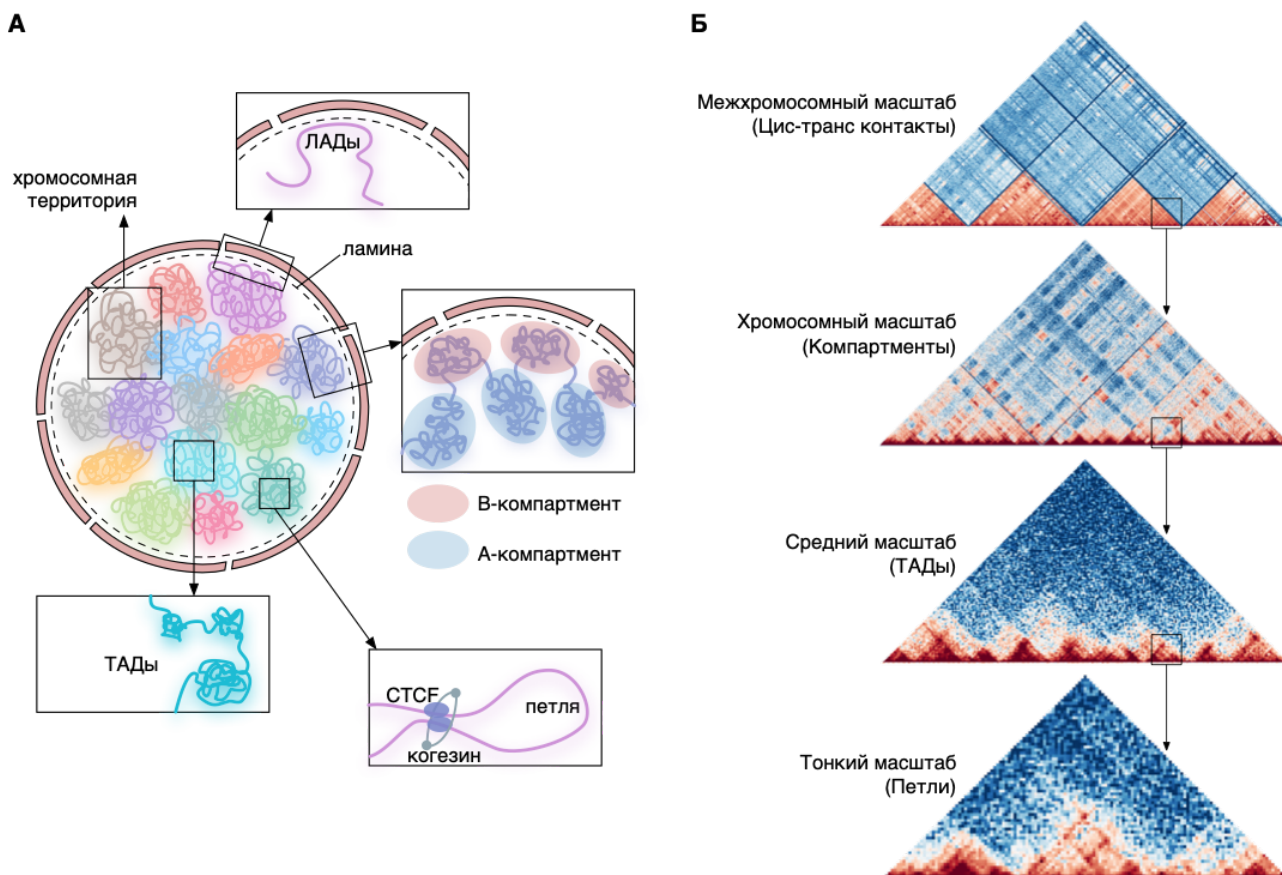 А
ЛАДы
хромосомная
территория
ламина
В-компартмент
А-компартмент
ТАДы
CTCF
петля
когезин
Б
Межхромосомный масштаб
(Цис-транс контакты)
Хромосомный масштаб
(Компартменты)
Средний масштаб
(ТАДы)
Тонкий масштаб
(Петли)